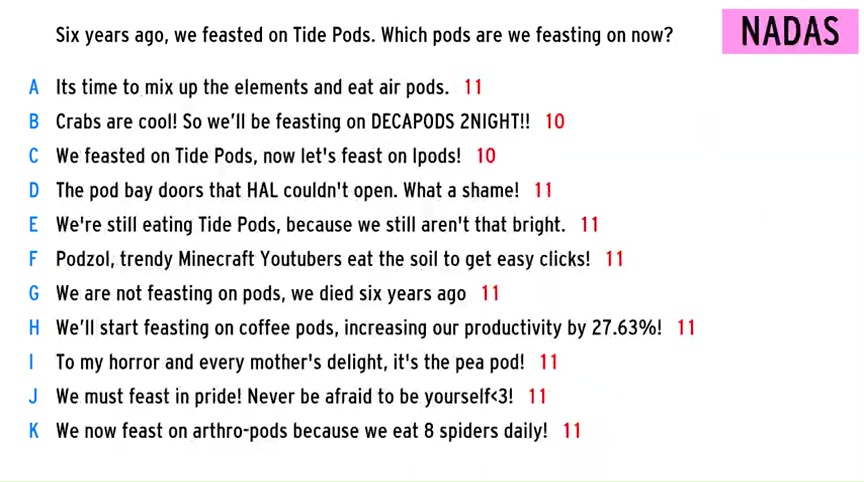 Six years ago, we feasted on Tide Pods. Which pods are we feasting on now?
NADAS
A Its time to mix up the elements and eat air pods. 11
B Crabs are cool! So we'll be feasting on DECAPODS 2NIGHT!! 10
C We feasted on Tide Pods, now let's feast on Ipods! 10
D The pod bay doors that HAL couldn't open. What a shame! 11
E We're still eating Tide Pods, because we still aren't that bright. 11
F Podzol, trendy Minecraft Youtubers eat the soil to get easy clicks! 11
G We are not feasting on pods, we died six years ago 11
H We'll start feasting on coffee pods, increasing our productivity by 27.63%! 11
I To my horror and every mother's delight, it's the pea pod! 11
J We must feast in pride! Never be afraid to be yourself<3! 11
K We now feast on arthro-pods because we eat 8 spiders daily! 11